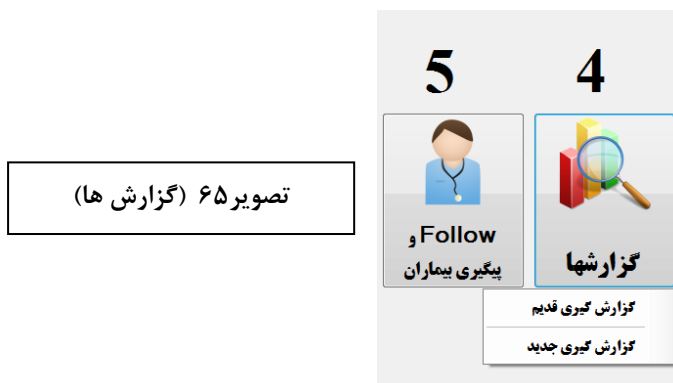 4
5
گزارشها
Follow و
پیگیری بیماران
گزارش گیری قدیم
گزارش گیری جدید
تصویر۶۵ (گزارش ها)